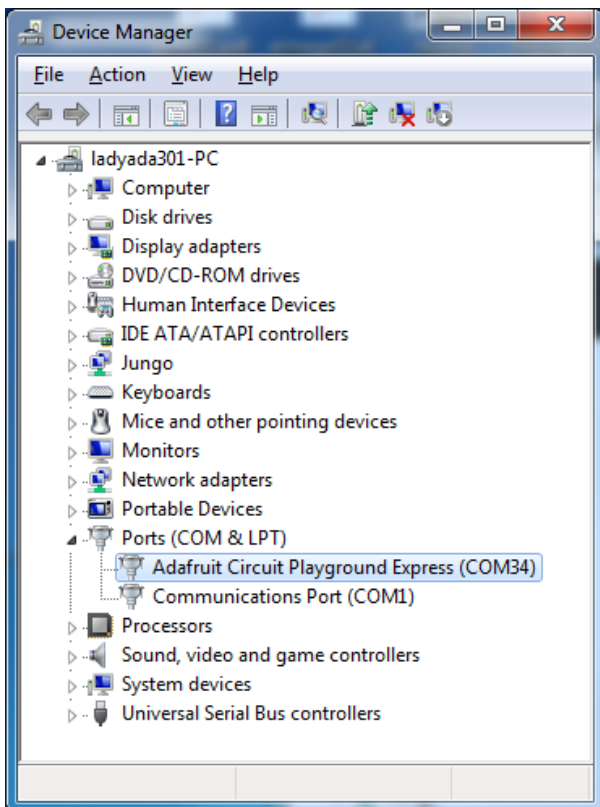 Device Manager
File Action View Help
ladyada301-PC
Computer
Disk drives
Display adapters
DVD/CD-ROM drives
Human Interface Devices
IDE ATA/ATAPI controllers
Jungo
Keyboards
Mice and other pointing devices
Monitors
Network adapters
Portable Devices
Ports (COM & LPT)
Adafruit Circuit Playground Express (COM34)
Communications Port (COM1)
Processors
Sound, video and game controllers
System devices
Universal Serial Bus controllers